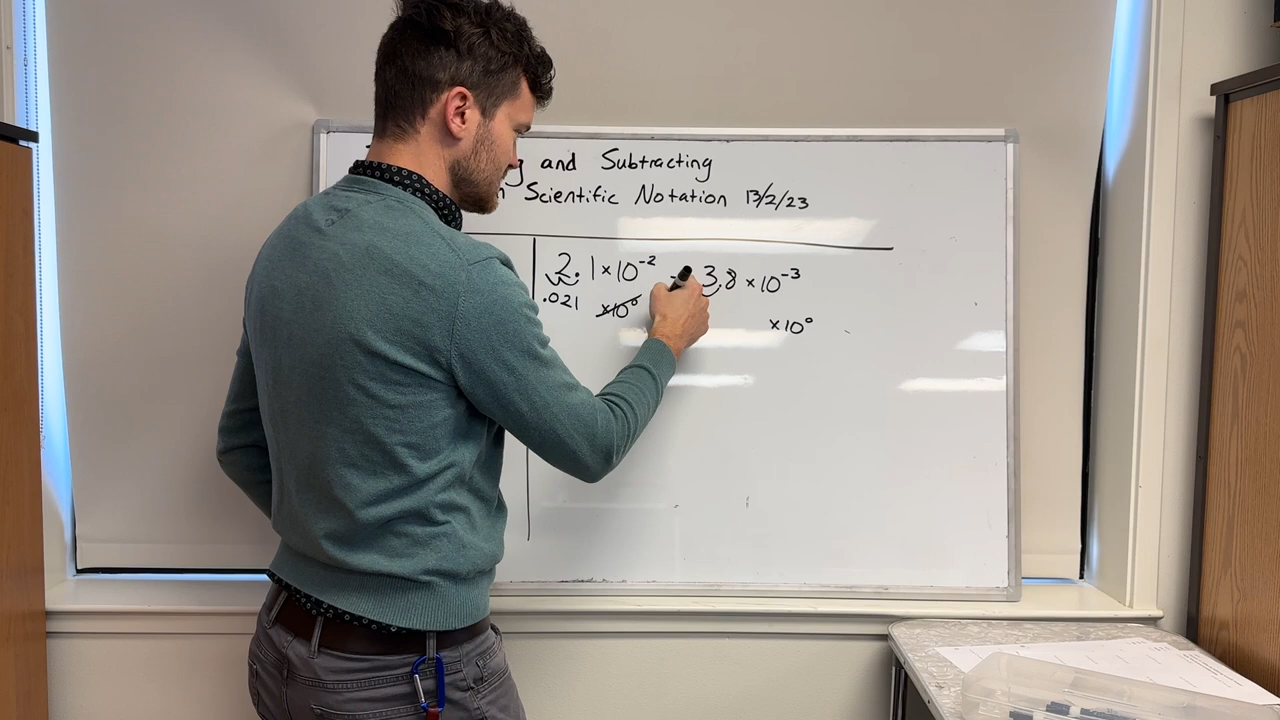 and Subtracting
Scientific Notation 13/2/23
2.1×10⁻² - 3.8 ×10⁻³
.021 ×10⁰
×10⁰